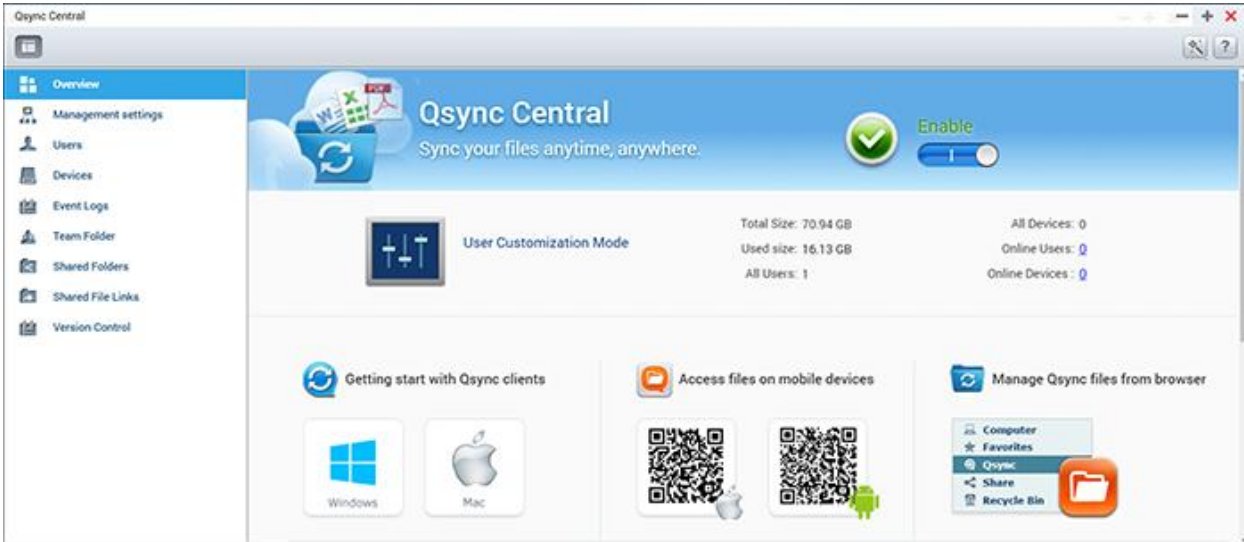 Qsync Central
Overview
Management settings
Users
Devices
Event Logs
Team Folder
Shared Folders
Shared File Links
Version Control
PDF
W
X
Qsync Central
Sync your files anytime, anywhere.
Enable
User Customization Mode
Total Size: 70.94 GB
Used size: 16.13 GB
All Users: 1
All Devices: 0
Online Users: 0
Online Devices : 0
Getting start with Qsync clients
Windows
Mac
Access files on mobile devices
Manage Qsync files from browser
Computer
Favorites
Qsync
Share
Recycle Bin